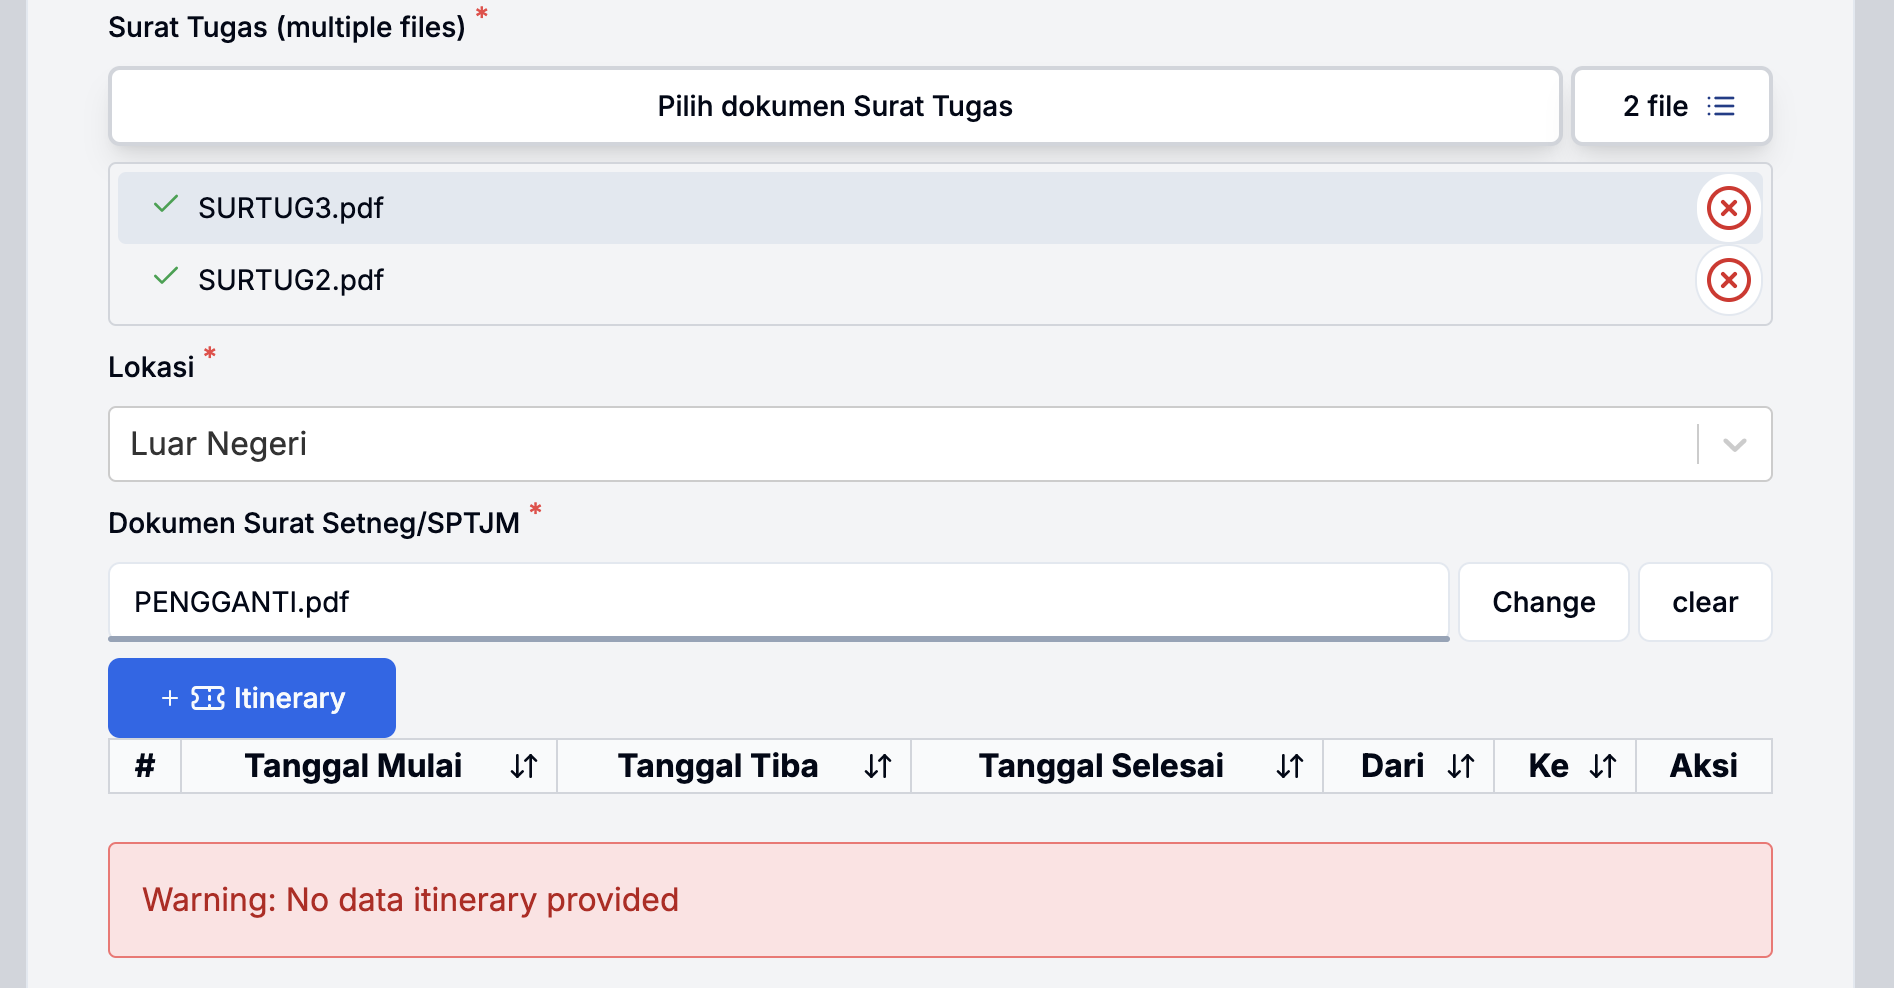 Surat Tugas (multiple files) *
Pilih dokumen Surat Tugas
2 file
SURTUG3.pdf
SURTUG2.pdf
Lokasi *
Luar Negeri
Dokumen Surat Setneg/SPTJM *
PENGGANTI.pdf
Change
clear
+ Itinerary
# Tanggal Mulai Tanggal Tiba Tanggal Selesai Dari Ke Aksi
Warning: No data itinerary provided